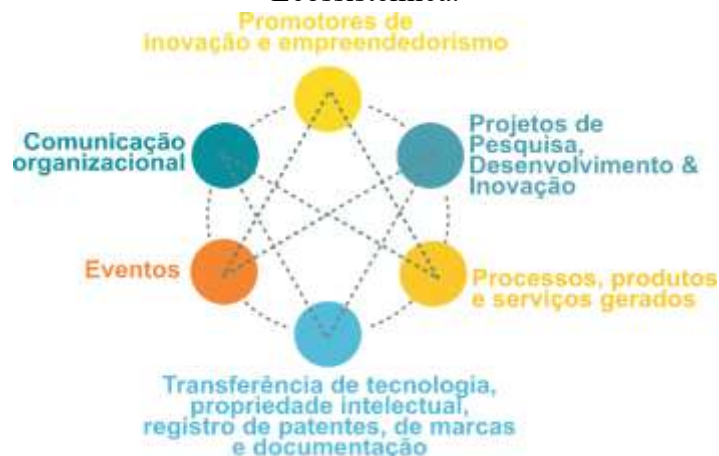 Ecossistêmica.
Promotores de
inovação e empreendedorismo
Comunicação
organizacional
Projetos de
Pesquisa,
Desenvolvimento &
Inovação
Eventos
Processos, produtos
e serviços gerados
Transferência de tecnologia,
propriedade intelectual,
registro de patentes, de marcas
e documentação